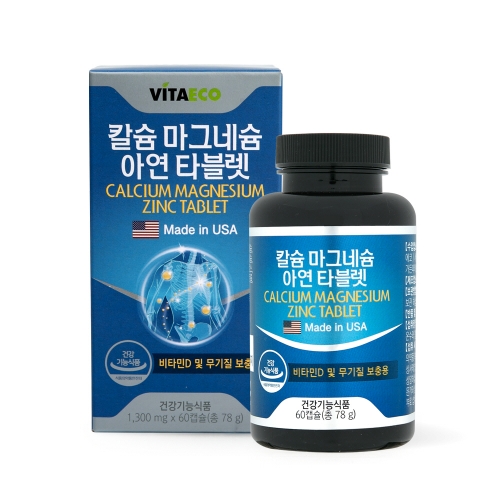 VITAECO
칼슘 마그네슘
아연 타블렛
CALCIUM MAGNESIUM
ZINC TABLET
Made in USA
건강
기능식품
비타민D 및 무기질 보충
건강기능식품
1,300 mg x 60캡슐(총 78 g)
칼슘 마그네슘
아연 타블렛
CALCIUM MAGNESIUM
ZINC TABLET
Made in USA
건강
기능식품
비타민D 및 무기질 보충용
건강기능식품
60캡슐(총 78 g)